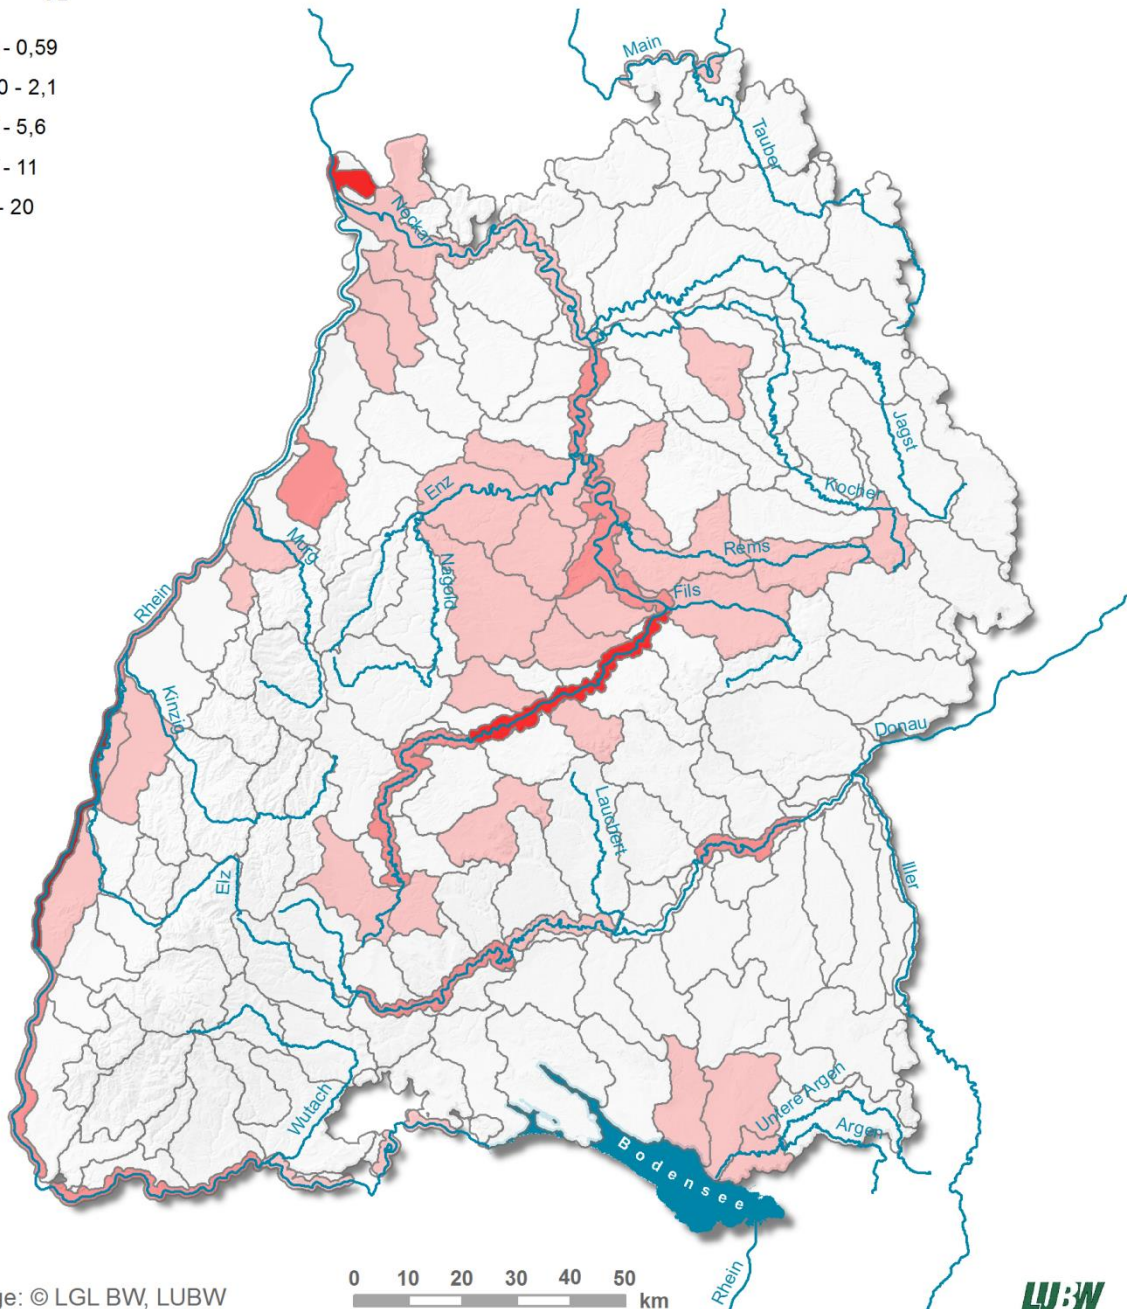 - 0,59
0 - 2,1
- 5,6
- 11
- 20
Main
Tauber
Neckar
Jagst
Kocher
Enz
Murg
Nagold
Rems
Fils
Rhein
Kinzig
Donau
Lauchert
Iller
Elz
Wutach
Untere Argen
Argen
Bodensee
Rhein
0 10 20 30 40 50
km
ge: © LGL BW, LUBW
LUBW